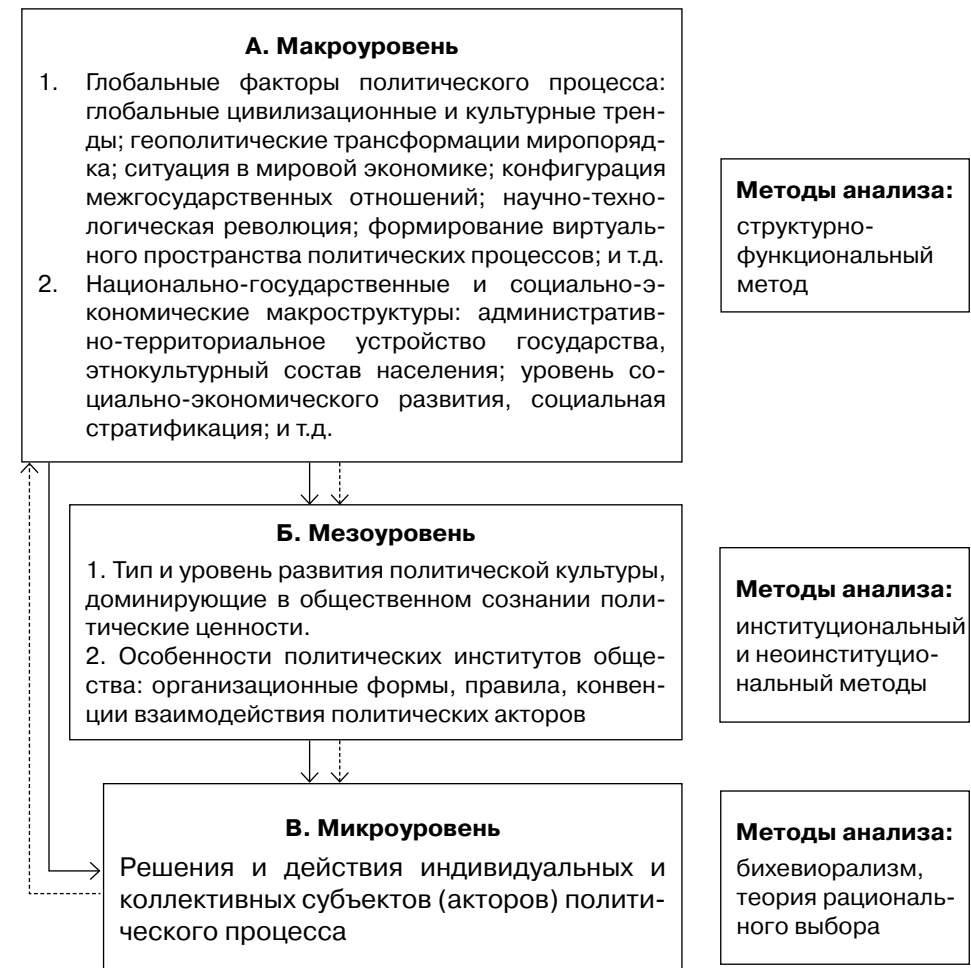 А. Макроуровень
1. Глобальные факторы политического процесса:
глобальные цивилизационные и культурные трен-
ды; геополитические трансформации миропоряд-
ка; ситуация в мировой экономике; конфигурация
межгосударственных отношений; научно-техно-
логическая революция; формирование виртуаль-
ного пространства политических процессов; и т.д.
2. Национально-государственные и социально-э-
кономические макроструктуры: административ-
но-территориальное устройство государства,
этнокультурный состав населения; уровень со-
циально-экономического развития, социальная
стратификация; и т.д.
Методы анализа:
структурно-
функциональный
метод
Б. Мезоуровень
1. Тип и уровень развития политической культуры,
доминирующие в общественном сознании поли-
тические ценности.
2. Особенности политических институтов обще-
ства: организационные формы, правила, конвен-
ции взаимодействия политических акторов
Методы анализа:
институциональный
и неоинституцио-
нальный методы
В. Микроуровень
Решения и действия индивидуальных и
коллективных субъектов (акторов) полити-
ческого процесса
Методы анализа:
бихевиорализм,
теория рациональ-
ного выбора